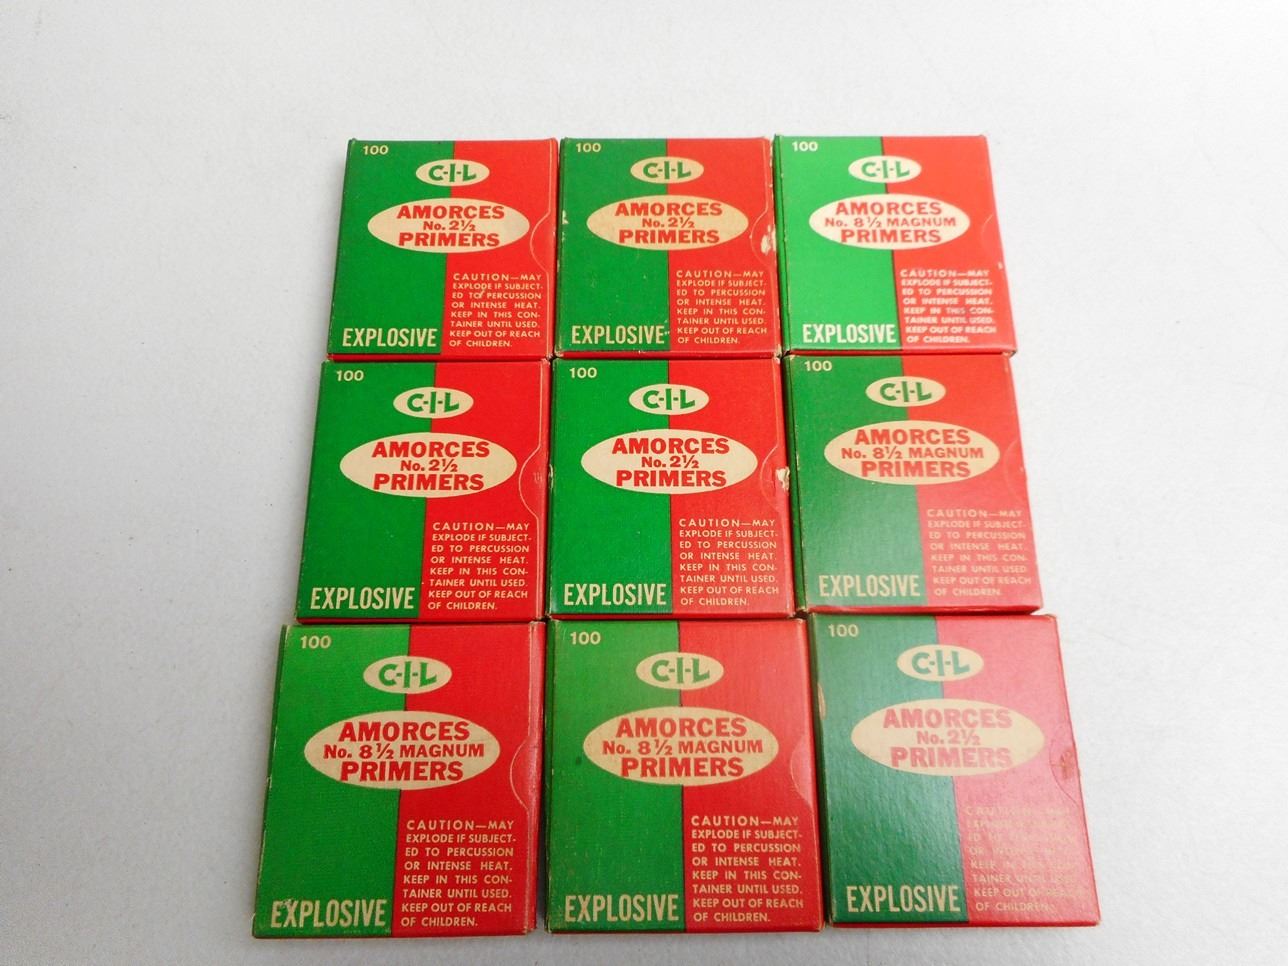 100
C-I-L
AMORCES
No. 2½
PRIMERS
CAUTION—MAY
EXPLODE IF SUBJECT-
ED TO PERCUSSION
OR INTENSE HEAT.
KEEP IN THIS CON-
TAINER UNTIL USED.
KEEP OUT OF REACH
OF CHILDREN.
EXPLOSIVE
100
C-I-L
AMORCES
No. 2½
PRIMERS
CAUTION—MAY
EXPLODE IF SUBJECT-
ED TO PERCUSSION
OR INTENSE HEAT.
KEEP IN THIS CON-
TAINER UNTIL USED.
KEEP OUT OF REACH
OF CHILDREN.
EXPLOSIVE
100
C-I-L
AMORCES
No. 8½ MAGNUM
PRIMERS
CAUTION—MAY
EXPLODE IF SUBJECT-
ED TO PERCUSSION
OR INTENSE HEAT.
KEEP IN THIS CON-
TAINER UNTIL USED.
KEEP OUT OF REACH
OF CHILDREN.
EXPLOSIVE
100
C-I-L
AMORCES
No. 2½
PRIMERS
CAUTION—MAY
EXPLODE IF SUBJECT-
ED TO PERCUSSION
OR INTENSE HEAT.
KEEP IN THIS CON-
TAINER UNTIL USED.
KEEP OUT OF REACH
OF CHILDREN.
EXPLOSIVE
100
C-I-L
AMORCES
No. 2½
PRIMERS
CAUTION—MAY
EXPLODE IF SUBJECT-
ED TO PERCUSSION
OR INTENSE HEAT.
KEEP IN THIS CON-
TAINER UNTIL USED.
KEEP OUT OF REACH
OF CHILDREN.
EXPLOSIVE
100
C-I-L
AMORCES
No. 8½ MAGNUM
PRIMERS
CAUTION—MAY
EXPLODE IF SUBJECT-
ED TO PERCUSSION
OR INTENSE HEAT.
KEEP IN THIS CON-
TAINER UNTIL USED.
KEEP OUT OF REACH
OF CHILDREN.
EXPLOSIVE
100
C-I-L
AMORCES
No. 8½ MAGNUM
PRIMERS
CAUTION—MAY
EXPLODE IF SUBJECT-
ED TO PERCUSSION
OR INTENSE HEAT.
KEEP IN THIS CON-
TAINER UNTIL USED.
KEEP OUT OF REACH
OF CHILDREN.
EXPLOSIVE
100
C-I-L
AMORCES
No. 8½ MAGNUM
PRIMERS
CAUTION—MAY
EXPLODE IF SUBJECT-
ED TO PERCUSSION
OR INTENSE HEAT.
KEEP IN THIS CON-
TAINER UNTIL USED.
KEEP OUT OF REACH
OF CHILDREN.
EXPLOSIVE
100
C-I-L
AMORCES
No. 2½
PRIMERS
CAUTION—MAY
ED TO
OR
KEEP IN THIS CON-
TAINER UNTIL
KEEP OUT OF REACH
OF CHILDREN.
EXPLOSIVE